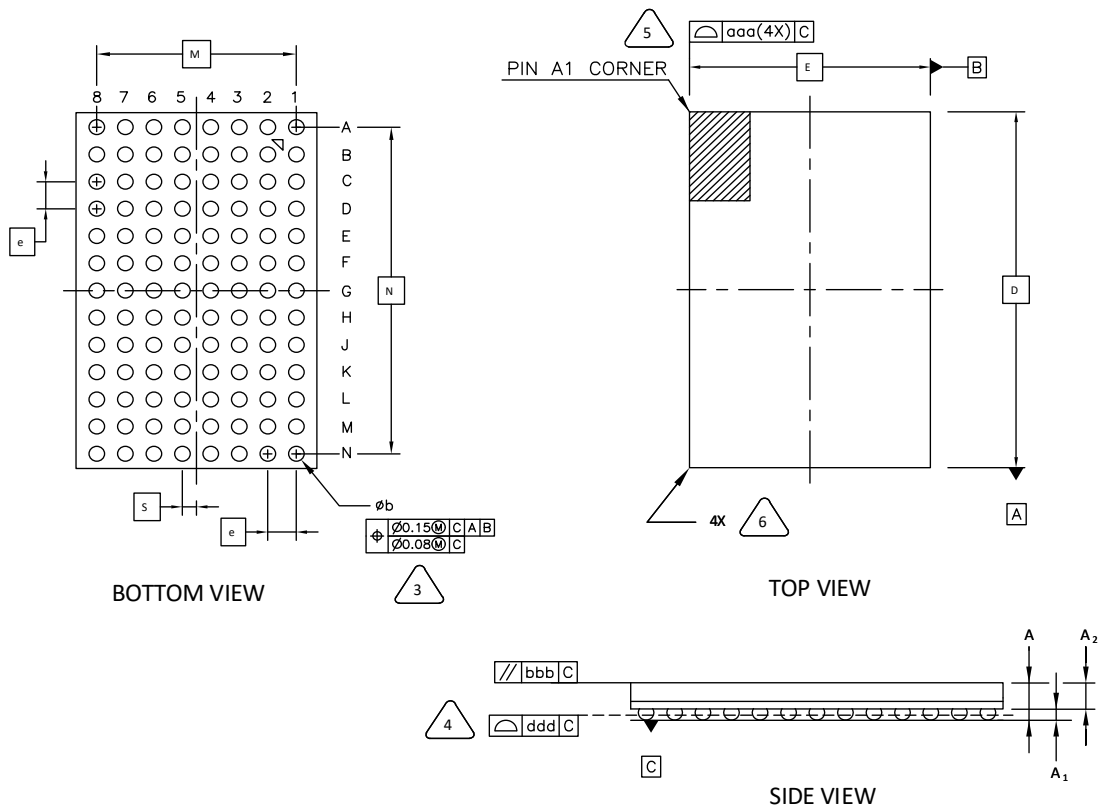 M
8 7 6 5 4 3 2 1
A
B
C
D
E
F
G
H
J
K
L
M
N
e
N
S
e
øb
⌖ Ø0.15Ⓜ C A B
Ø0.08Ⓜ C
3
BOTTOM VIEW
5
⌓ aaa(4X) C
PIN A1 CORNER
E
B
D
4X
6
A
TOP VIEW
A
A₂
// bbb C
4
⌓ ddd C
C
A₁
SIDE VIEW